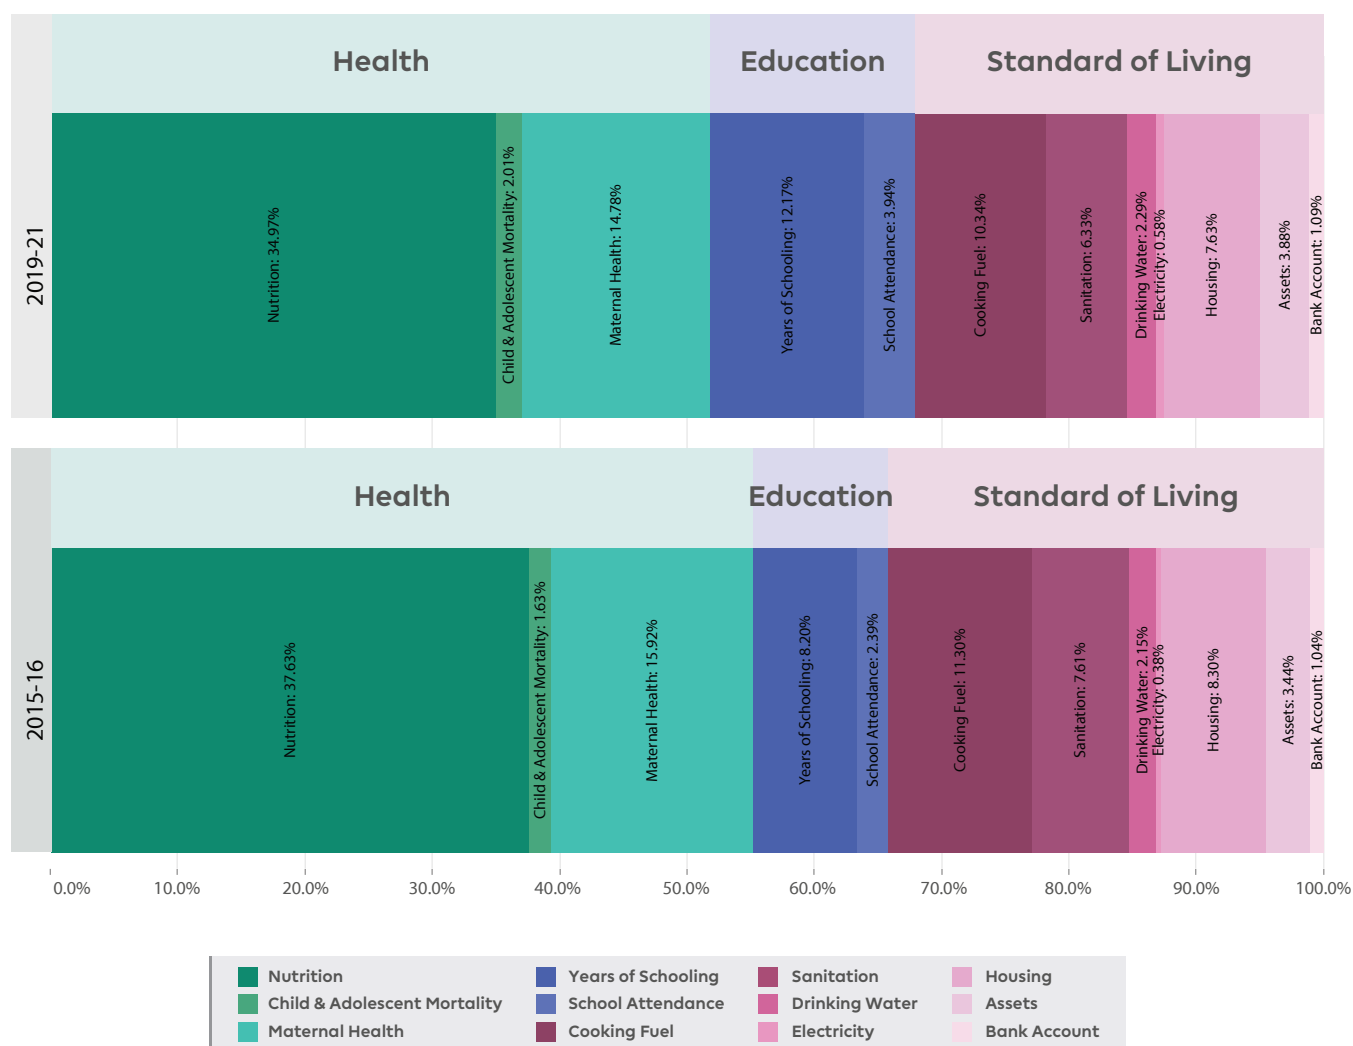 Health
Education
Standard of Living
2019-21
Nutrition: 34.97%
Child & Adolescent Mortality: 2.01%
Maternal Health: 14.78%
Years of Schooling: 12.17%
School Attendance: 3.94%
Cooking Fuel: 10.34%
Sanitation: 6.33%
Drinking Water: 2.29%
Electricity: 0.58%
Housing: 7.63%
Assets: 3.88%
Bank Account: 1.09%
Health
Education
Standard of Living
2015-16
Nutrition: 37.63%
Child & Adolescent Mortality: 1.63%
Maternal Health: 15.92%
Years of Schooling: 8.20%
School Attendance: 2.39%
Cooking Fuel: 11.30%
Sanitation: 7.61%
Drinking Water: 2.15%
Electricity: 0.38%
Housing: 8.30%
Assets: 3.44%
Bank Account: 1.04%
0.0% 10.0% 20.0% 30.0% 40.0% 50.0% 60.0% 70.0% 80.0% 90.0% 100.0%
Nutrition
Child & Adolescent Mortality
Maternal Health
Years of Schooling
School Attendance
Cooking Fuel
Sanitation
Drinking Water
Electricity
Housing
Assets
Bank Account